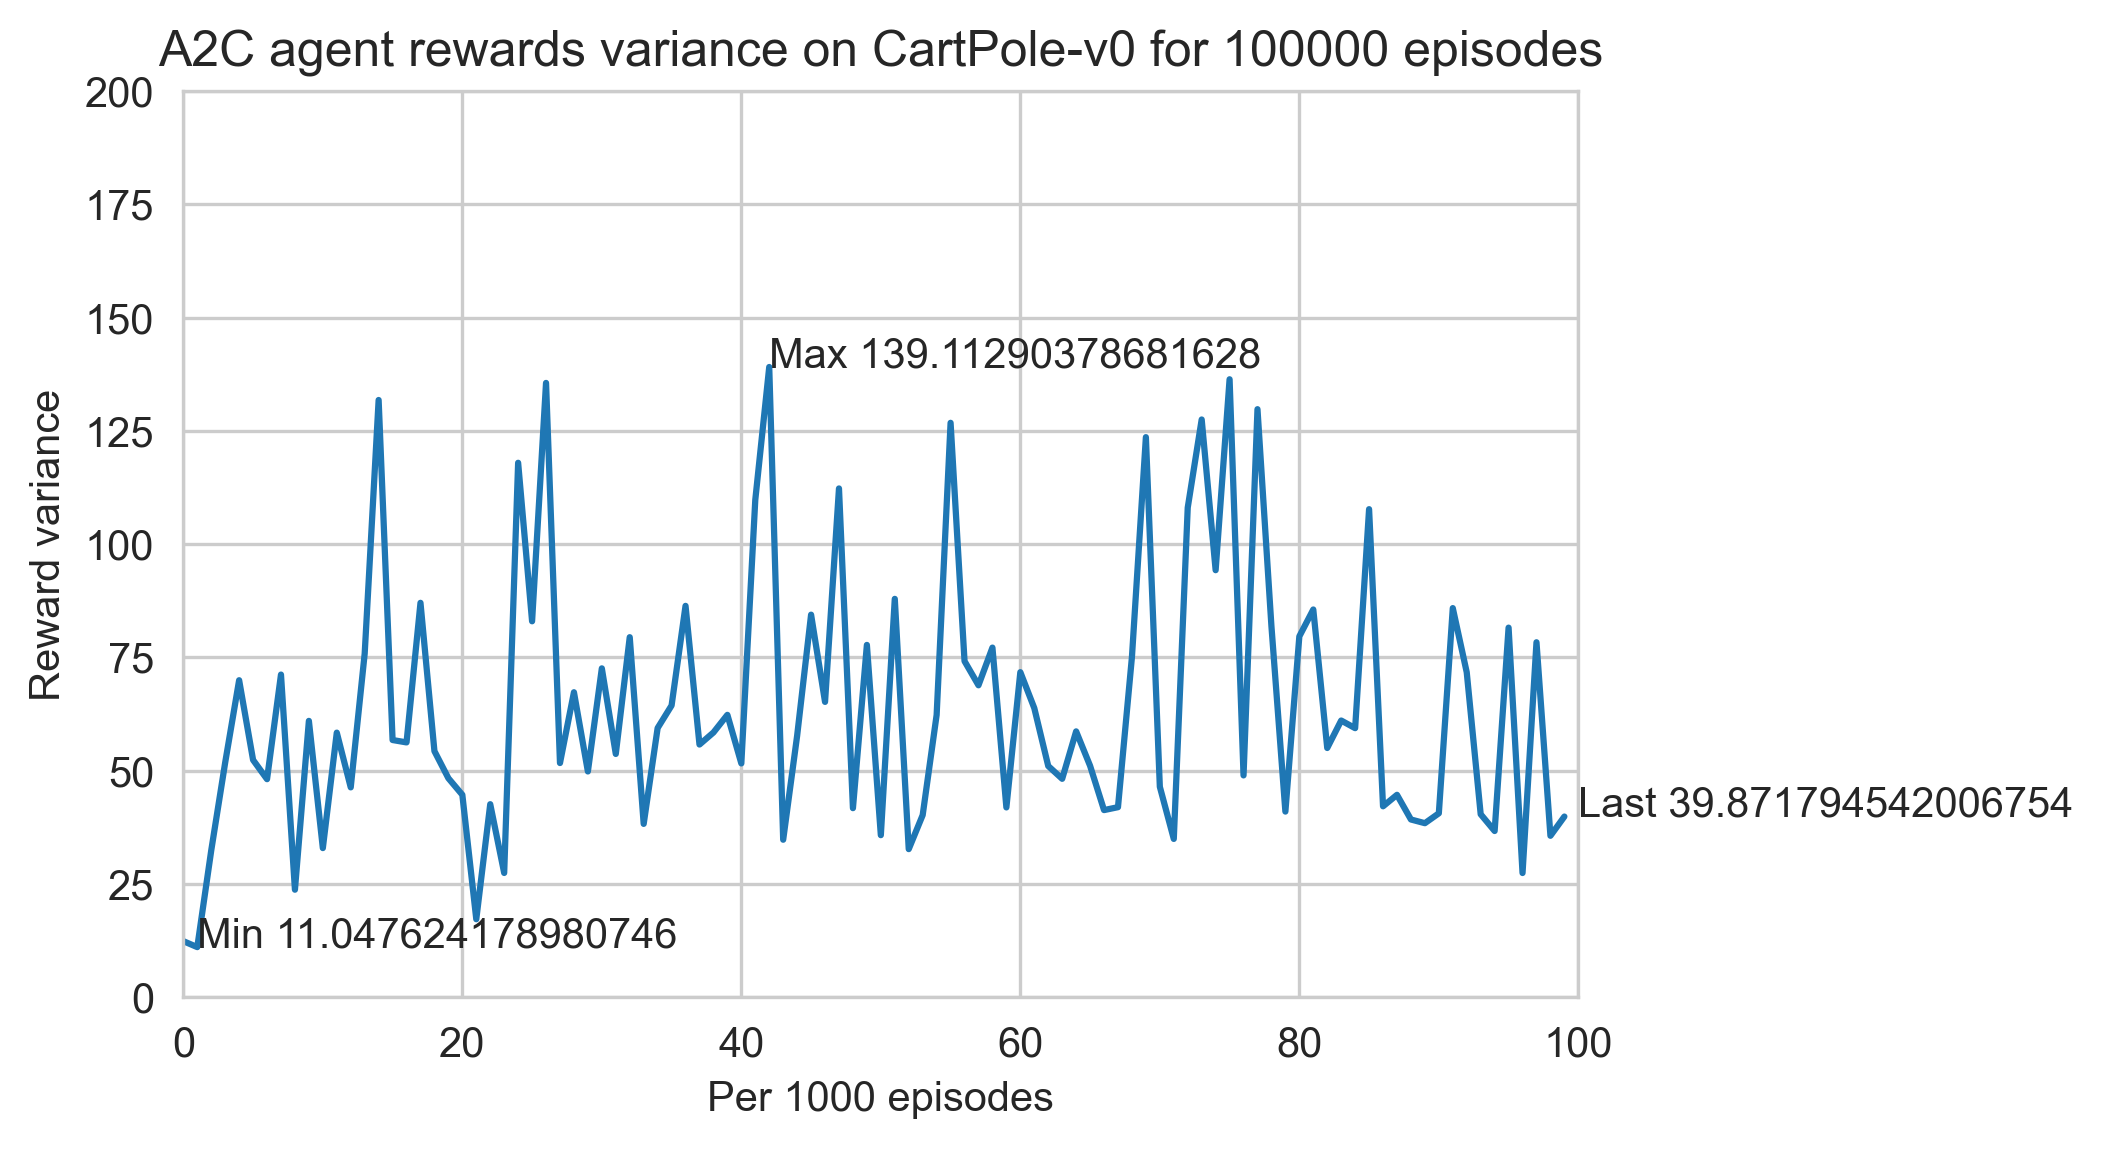 A2C agent rewards variance on CartPole-v0 for 100000 episodes
200
175
150
125
100
75
50
25
0
Reward variance
Max 139.11290378681628
Last 39.871794542006754
Min 11.047624178980746
0 20 40 60 80 100
Per 1000 episodes